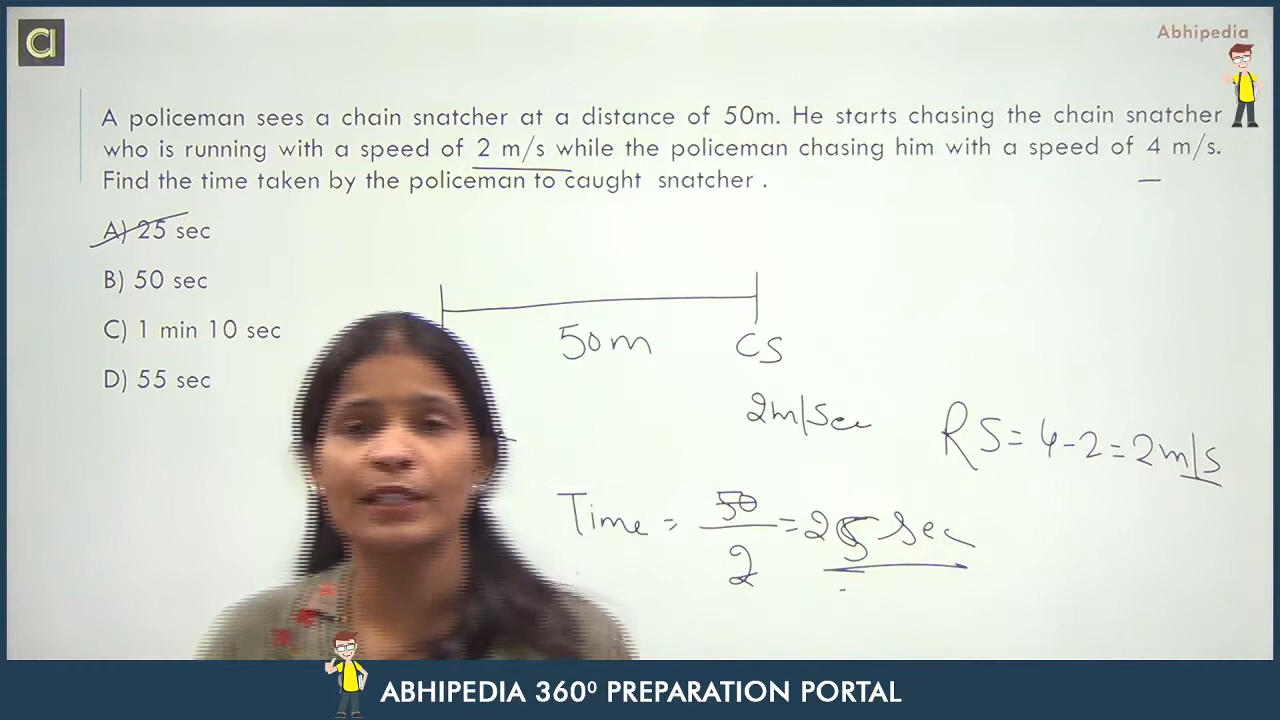 Abhipedia
A policeman sees a chain snatcher at a distance of 50m. He starts chasing the chain snatcher
who is running with a speed of 2 m/s while the policeman chasing him with a speed of 4 m/s.
Find the time taken by the policeman to caught snatcher .
A) 25 sec
B) 50 sec
C) 1 min 10 sec
D) 55 sec
50m
CS
2m/Sec
RS = 4-2 = 2m/s
Time = 50/2 = 25 Sec
ABHIPEDIA 360⁰ PREPARATION PORTAL